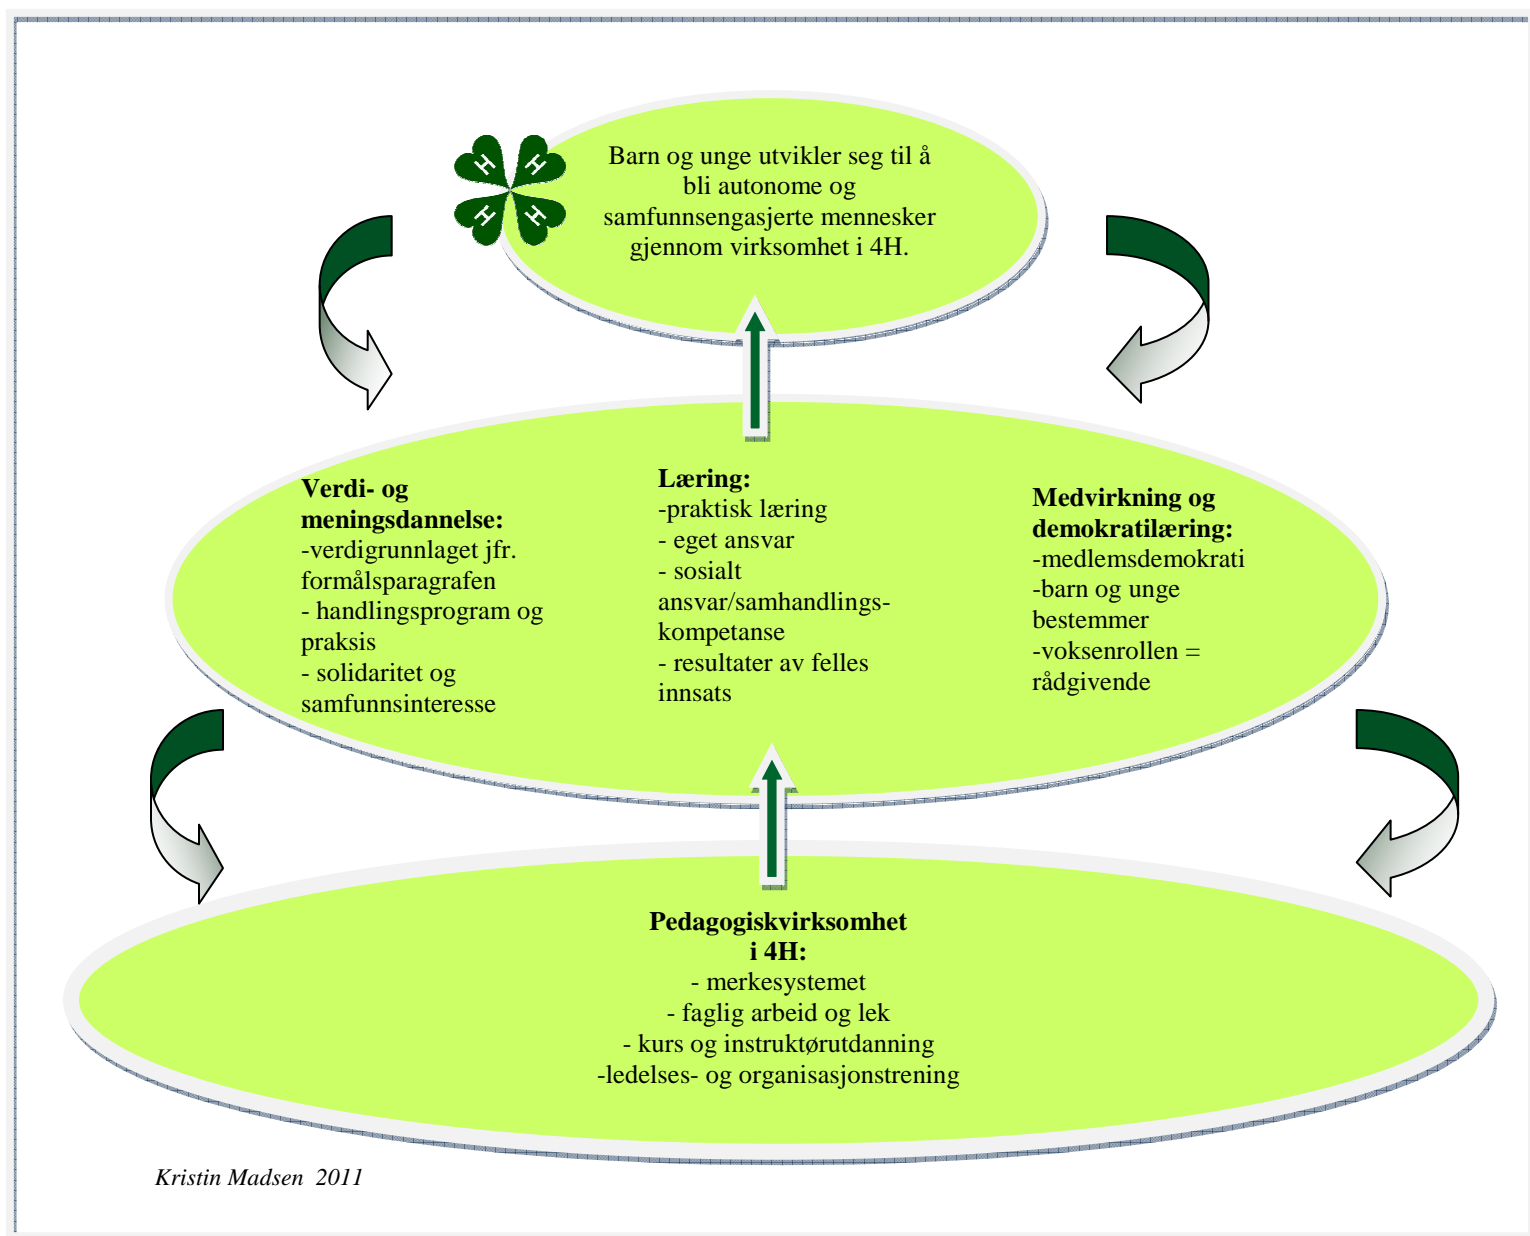 H H
H H
Barn og unge utvikler seg til å
bli autonome og
samfunnsengasjerte mennesker
gjennom virksomhet i 4H.
Verdi- og
meningsdannelse:
-verdigrunnlaget jfr.
formålsparagrafen
- handlingsprogram og
praksis
- solidaritet og
samfunnsinteresse
Læring:
-praktisk læring
- eget ansvar
- sosialt
ansvar/samhandlings-
kompetanse
- resultater av felles
innsats
Medvirkning og
demokratilæring:
-medlemsdemokrati
-barn og unge
bestemmer
-voksenrollen =
rådgivende
Pedagogiskvirksomhet
i 4H:
- merkesystemet
- faglig arbeid og lek
- kurs og instruktørutdanning
-ledelses- og organisasjonstrening
Kristin Madsen 2011